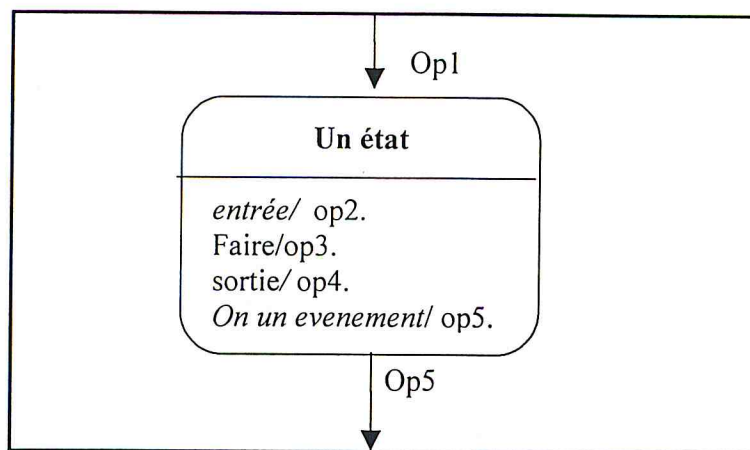 Op1
Un état
entrée/ op2.
Faire/op3.
sortie/ op4.
On un evenement/ op5.
Op5